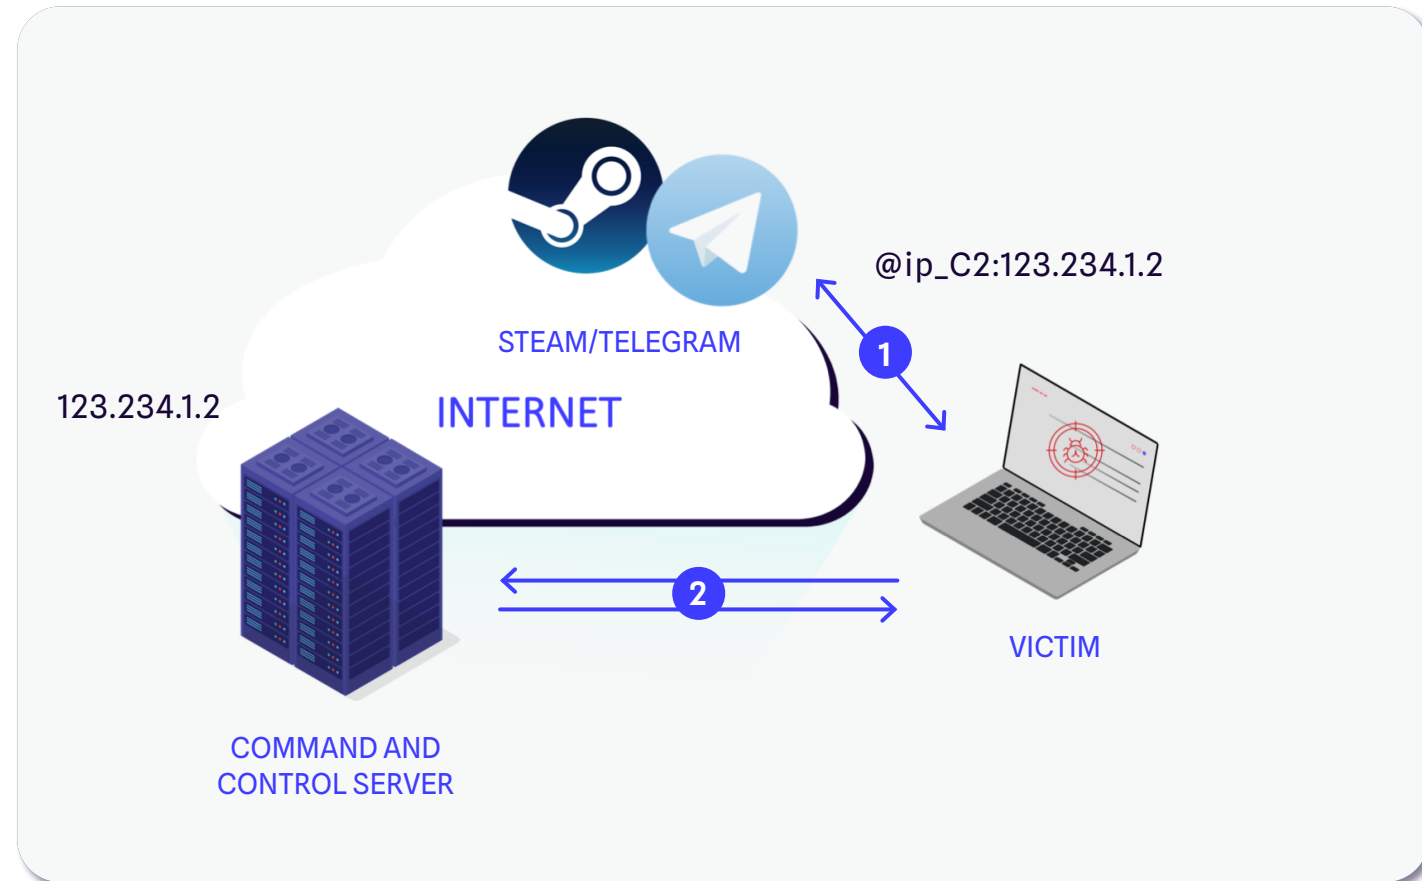 @ip_C2:123.234.1.2
STEAM/TELEGRAM
1
123.234.1.2
INTERNET
2
VICTIM
COMMAND AND
CONTROL SERVER